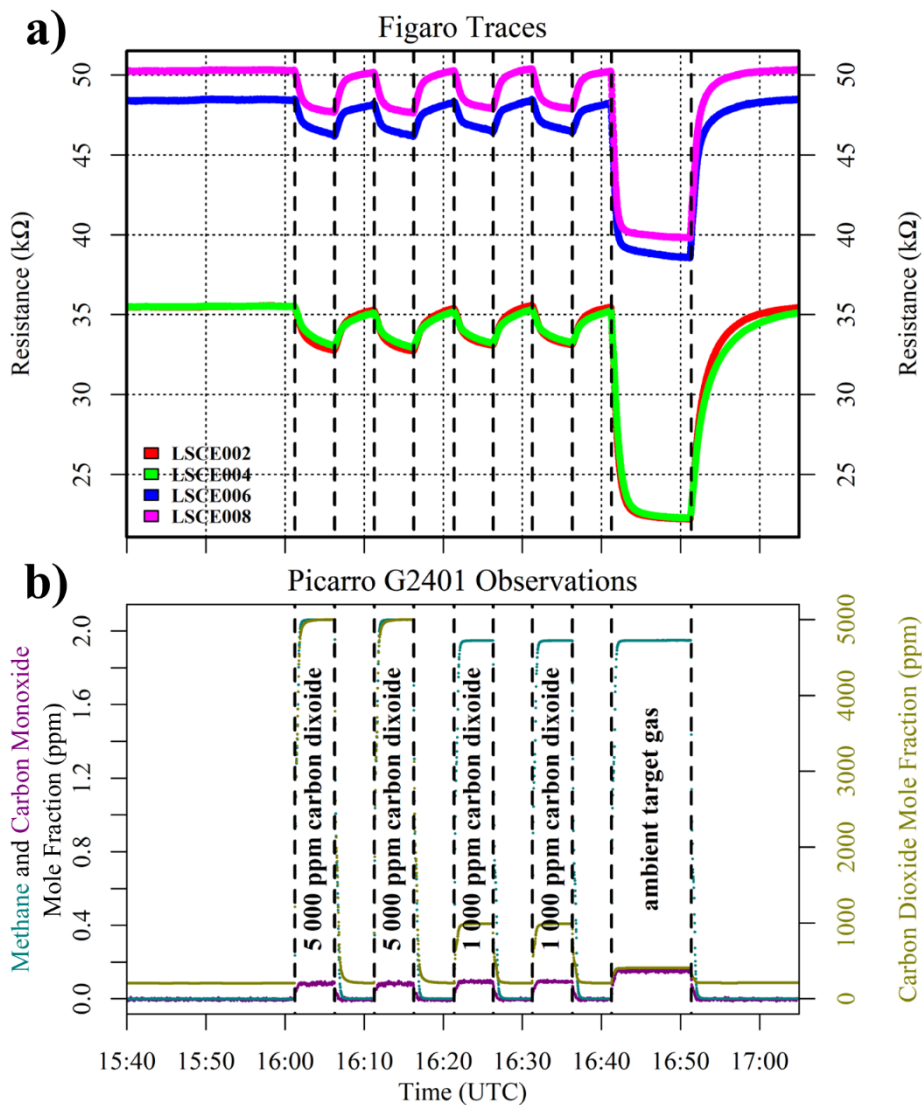 a)
Figaro Traces
Resistance (kΩ)
50
45
40
35
30
25
50
45
40
35
30
25
Resistance (kΩ)
LSCE002
LSCE004
LSCE006
LSCE008
b)
Picarro G2401 Observations
Methane and Carbon Monoxide
Mole Fraction (ppm)
2.0
1.6
1.2
0.8
0.4
0.0
5 000 ppm carbon dixoide
5 000 ppm carbon dixoide
1 000 ppm carbon dixoide
1 000 ppm carbon dixoide
ambient target gas
5000
4000
3000
2000
1000
0
Carbon Dioxide Mole Fraction (ppm)
15:40 15:50 16:00 16:10 16:20 16:30 16:40 16:50 17:00
Time (UTC)